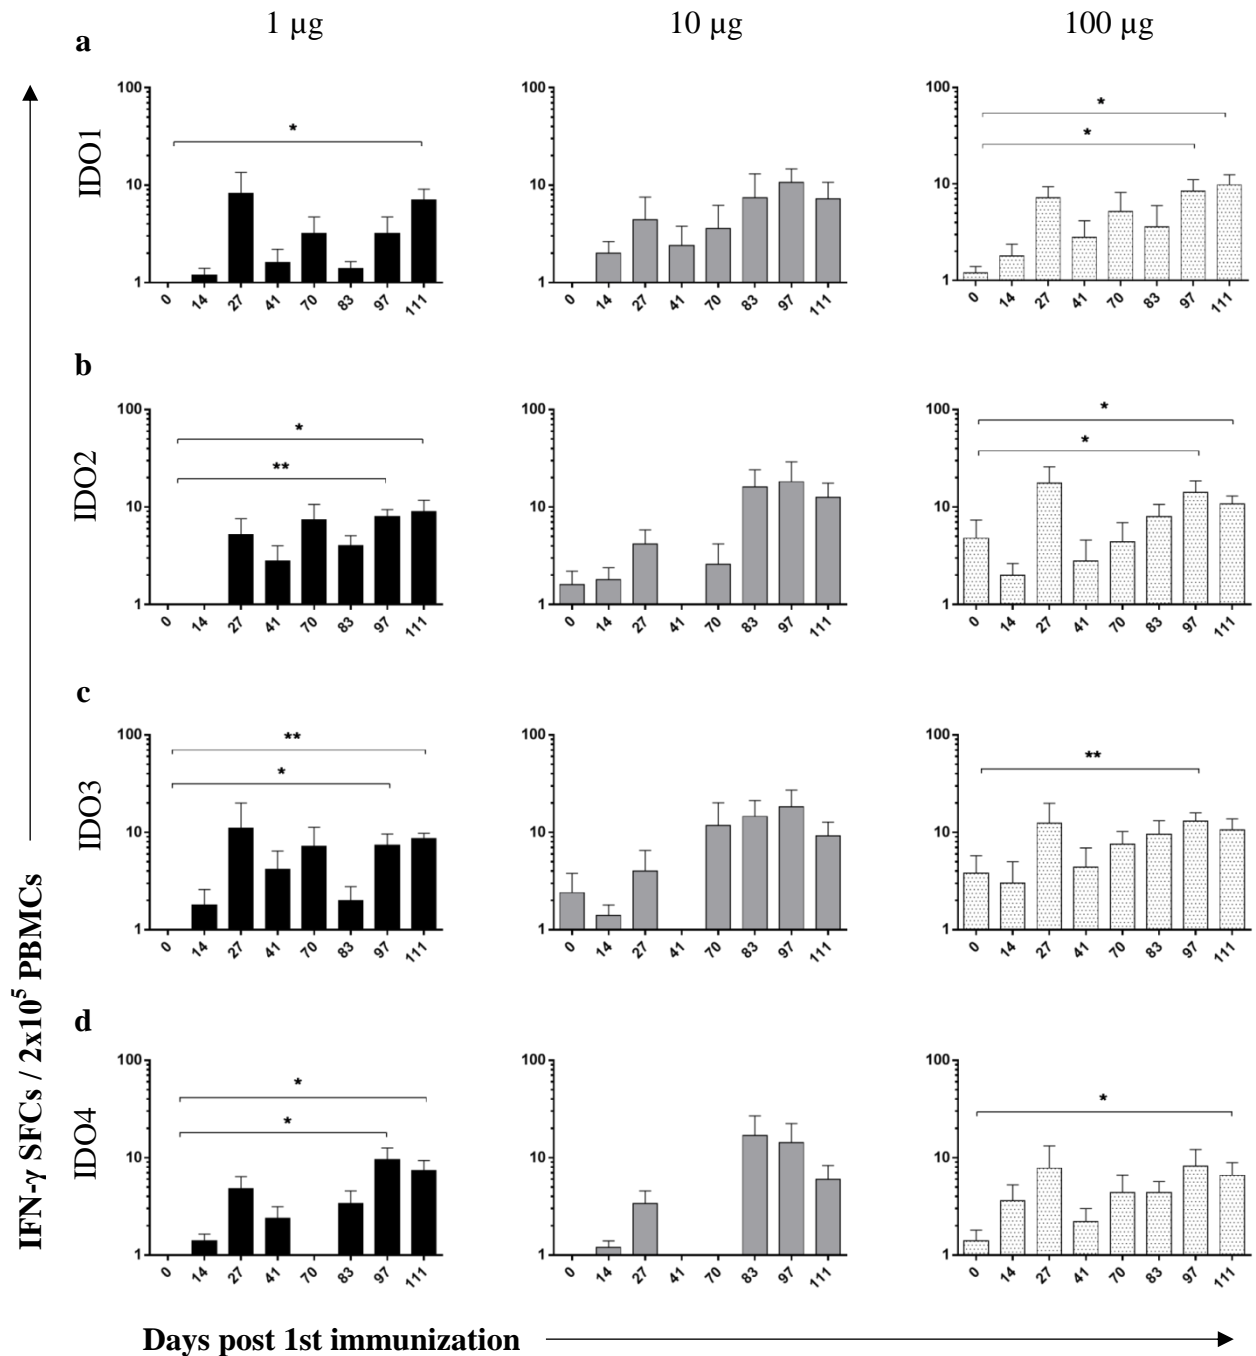 1 µg 10 µg 100 µg
a
IDO1
100 100 100
* * *
10 10 10
1 1 1
0 14 27 41 70 83 97 111 0 14 27 41 70 83 97 111 0 14 27 41 70 83 97 111
b
IDO2
100 100 100
* ** * *
10 10 10
1 1 1
0 14 27 41 70 83 97 111 0 14 27 41 70 83 97 111 0 14 27 41 70 83 97 111
c
IDO3
100 100 100
** * **
10 10 10
1 1 1
0 14 27 41 70 83 97 111 0 14 27 41 70 83 97 111 0 14 27 41 70 83 97 111
d
IDO4
100 100 100
* * *
10 10 10
1 1 1
0 14 27 41 70 83 97 111 0 14 27 41 70 83 97 111 0 14 27 41 70 83 97 111
IFN-γ SFCs / 2x10⁵ PBMCs
Days post 1st immunization